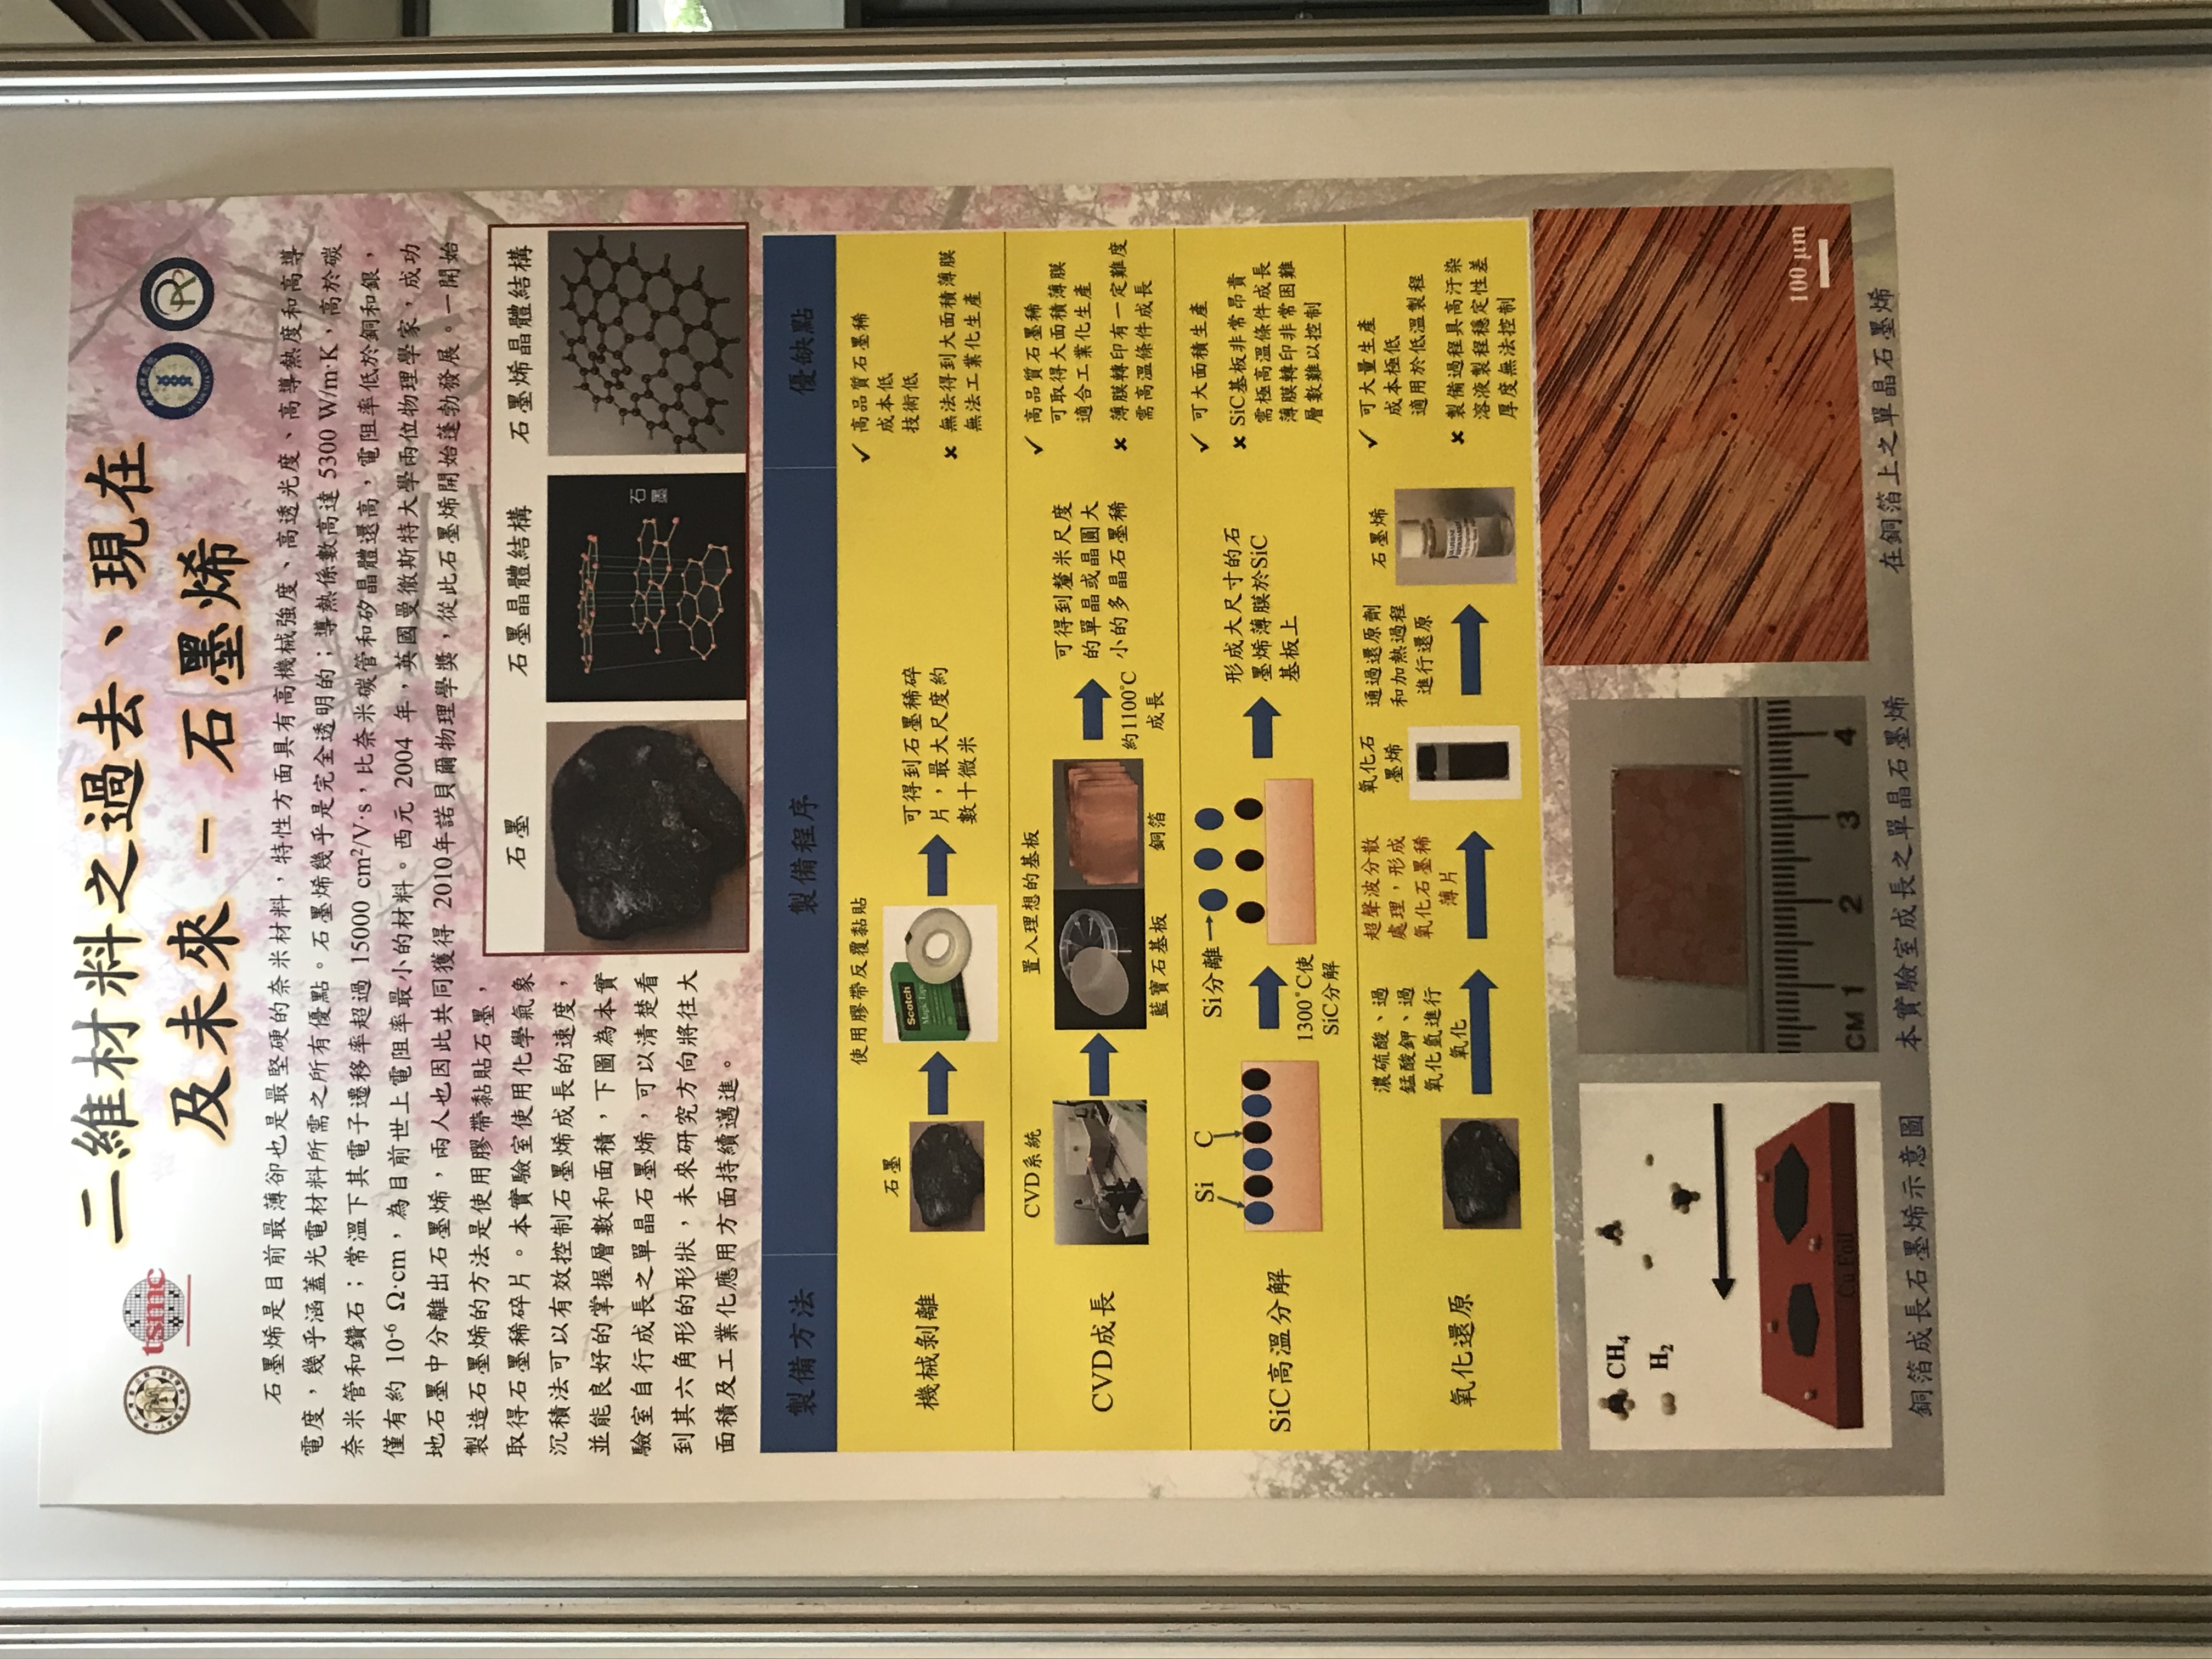 二維材料之過去、現在
及未來 – 石墨烯
tsmc
ACADEMIA SINICA
石墨烯是目前最薄卻也是最堅硬的奈米材料，特性方面具有高機械強度、高透光度、高導熱度和高導
電度，幾乎涵蓋光電材料所需之所有優點。石墨烯幾乎是完全透明的；導熱係數高達 5300 W/m·K，高於碳
奈米管和鑽石；常溫下其電子遷移率超過 15000 cm²/V·s，比奈米碳管和矽晶體還高，電阻率低於銅和銀，
僅有約 10⁻⁶ Ω·cm，為目前世上電阻率最小的材料。西元 2004 年，英國曼徹斯特大學兩位物理學家，成功
地石墨中分離出石墨烯，兩人也因此共同獲得 2010年諾貝爾物理學獎，從此石墨烯開始蓬勃發展。一開始
製造石墨烯的方法是使用膠帶黏貼石墨，
取得石墨稀碎片。本實驗室使用化學氣象
沉積法可以有效控制石墨烯成長的速度，
並能良好的掌握層數和面積，下圖為本實
驗室自行成長之單晶石墨烯，可以清楚看
到其六角形的形狀，未來研究方向將往大
面積及工業化應用方面持續邁進。
石墨
石墨晶體結構
石墨烯晶體結構
石墨
製備方法
製備程序
優缺點
機械剝離
石墨
使用膠帶反覆黏貼
Scotch
Magic Tape
可得到石墨稀碎
片，最大尺度約
數十微米
✓ 高品質石墨稀
成本低
技術低
✗ 無法得到大面積薄膜
無法工業化生產
CVD成長
CVD系統
置入理想的基板
藍寶石基板
銅箔
約1100°C
成長
可得到釐米尺度
的單晶或晶圓大
小的多晶石墨稀
✓ 高品質石墨稀
可取得大面積薄膜
適合工業化生產
✗ 薄膜轉印有一定難度
需高溫條件成長
SiC高溫分解
Si
C
1300°C使
SiC分解
Si分離
形成大尺寸的石
墨烯薄膜於SiC
基板上
✓ 可大面積生產
✗ SiC基板非常昂貴
需極高溫條件成長
薄膜轉印非常困難
層數難以控制
氧化還原
濃硫酸、過
錳酸鉀、過
氧化氫進行
氧化
超聲波分散
處理，形成
氧化石墨稀
薄片
氧化石
墨烯
通過還原劑
和加熱過程
進行還原
石墨烯
✓ 可大量生產
成本極低
適用於低溫製程
✗ 製備過程具高汙染
溶液製程穩定性差
厚度無法控制
CH₄
H₂
Cu Foil
銅箔成長石墨烯示意圖
CM 1 2 3 4
本實驗室成長之單晶石墨烯
100 μm
在銅箔上之單晶石墨烯